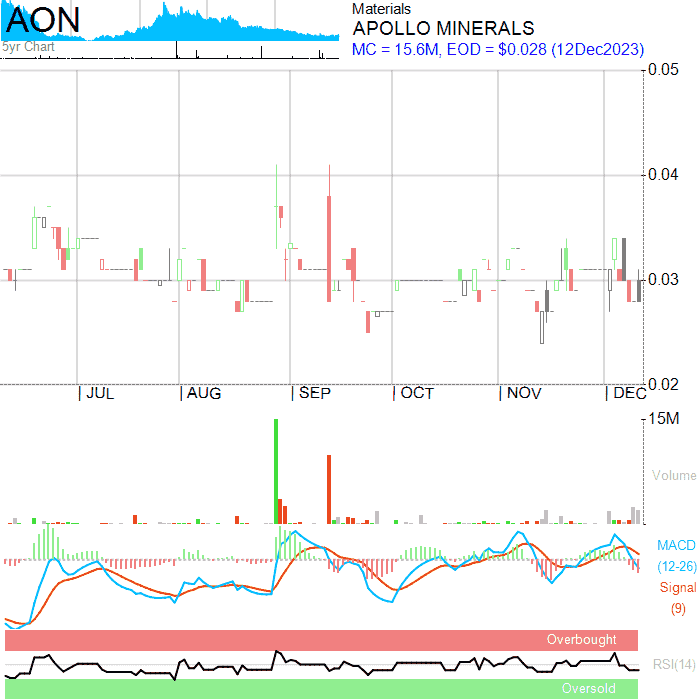 AON
5yr Chart
Materials
APOLLO MINERALS
MC = 15.6M, EOD = $0.028 (12Dec2023)
0.05
0.04
0.03
0.02
| JUL | AUG | SEP | OCT | NOV | DEC
15M
Volume
MACD
(12-26)
Signal
(9)
Overbought
RSI(14)
Oversold